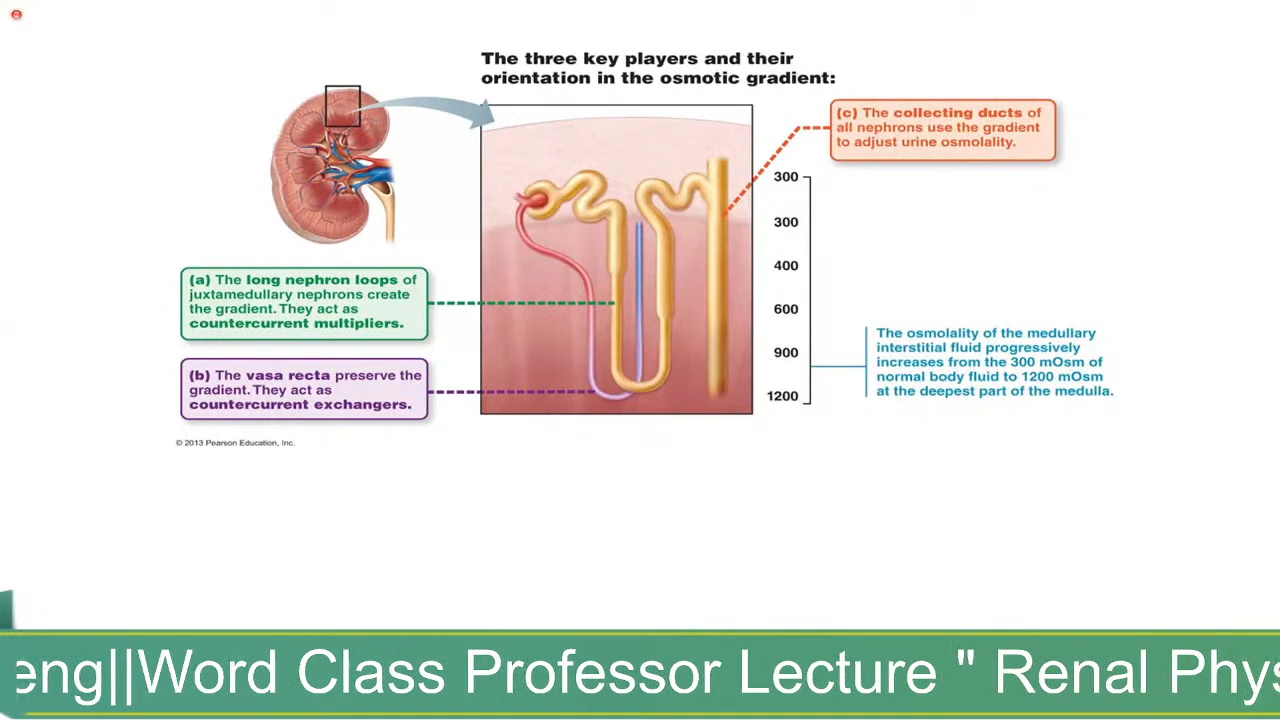 The three key players and their
orientation in the osmotic gradient:
(c) The collecting ducts of
all nephrons use the gradient
to adjust urine osmolality.
300
300
400
600
900
1200
(a) The long nephron loops of
juxtamedullary nephrons create
the gradient. They act as
countercurrent multipliers.
(b) The vasa recta preserve the
gradient. They act as
countercurrent exchangers.
The osmolality of the medullary
interstitial fluid progressively
increases from the 300 mOsm of
normal body fluid to 1200 mOsm
at the deepest part of the medulla.
© 2013 Pearson Education, Inc.
eng||Word Class Professor Lecture " Renal Phys